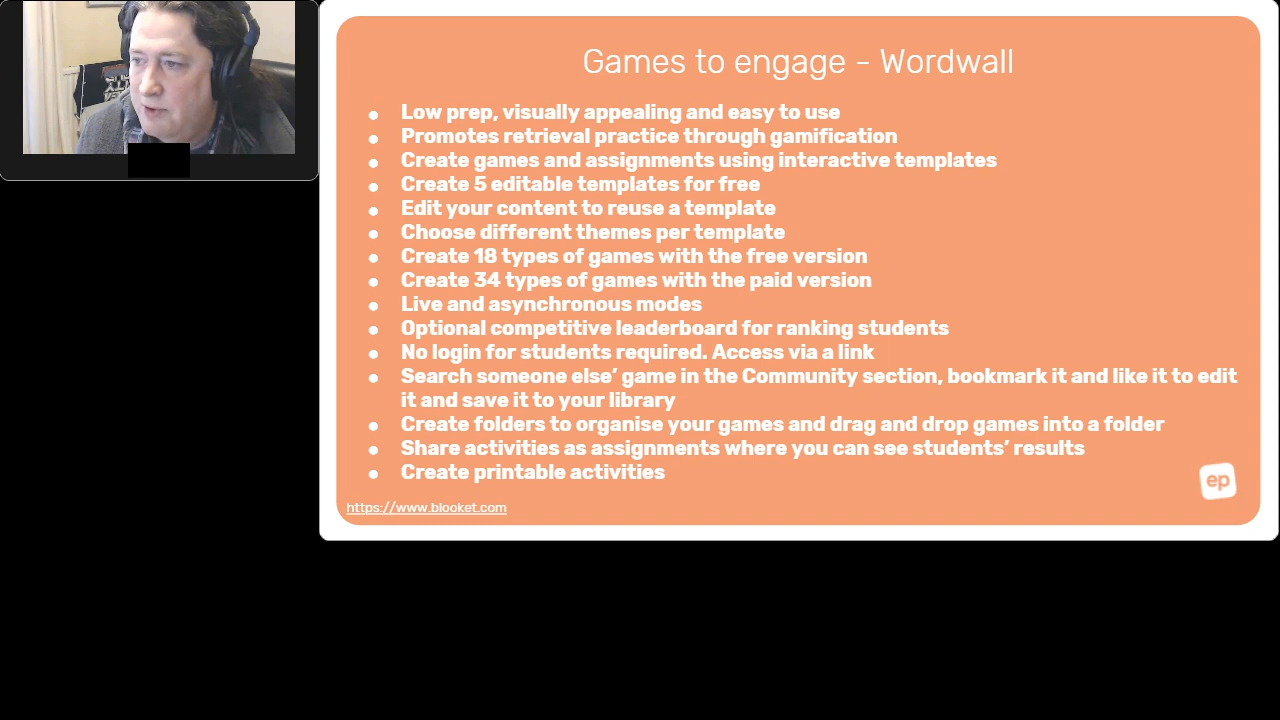 Games to engage - Wordwall
● Low prep, visually appealing and easy to use
● Promotes retrieval practice through gamification
● Create games and assignments using interactive templates
● Create 5 editable templates for free
● Edit your content to reuse a template
● Choose different themes per template
● Create 18 types of games with the free version
● Create 34 types of games with the paid version
● Live and asynchronous modes
● Optional competitive leaderboard for ranking students
● No login for students required. Access via a link
● Search someone else’ game in the Community section, bookmark it and like it to edit
it and save it to your library
● Create folders to organise your games and drag and drop games into a folder
● Share activities as assignments where you can see students’ results
● Create printable activities
ep
https://www.blooket.com